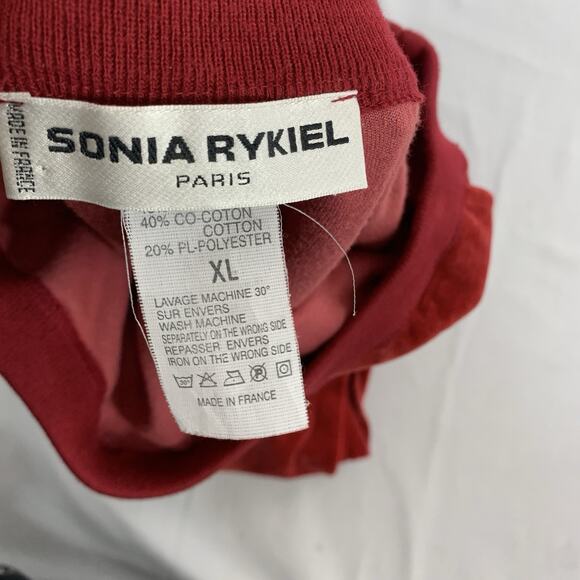 MADE IN FRANCE
SONIA RYKIEL
PARIS
40% CO-COTON
COTTON
20% PL-POLYESTER
XL
LAVAGE MACHINE 30°
SUR ENVERS
WASH MACHINE
SEPARATELY ON THE WRONG SIDE
REPASSER ENVERS
IRON ON THE WRONG SIDE
30°
MADE IN FRANCE